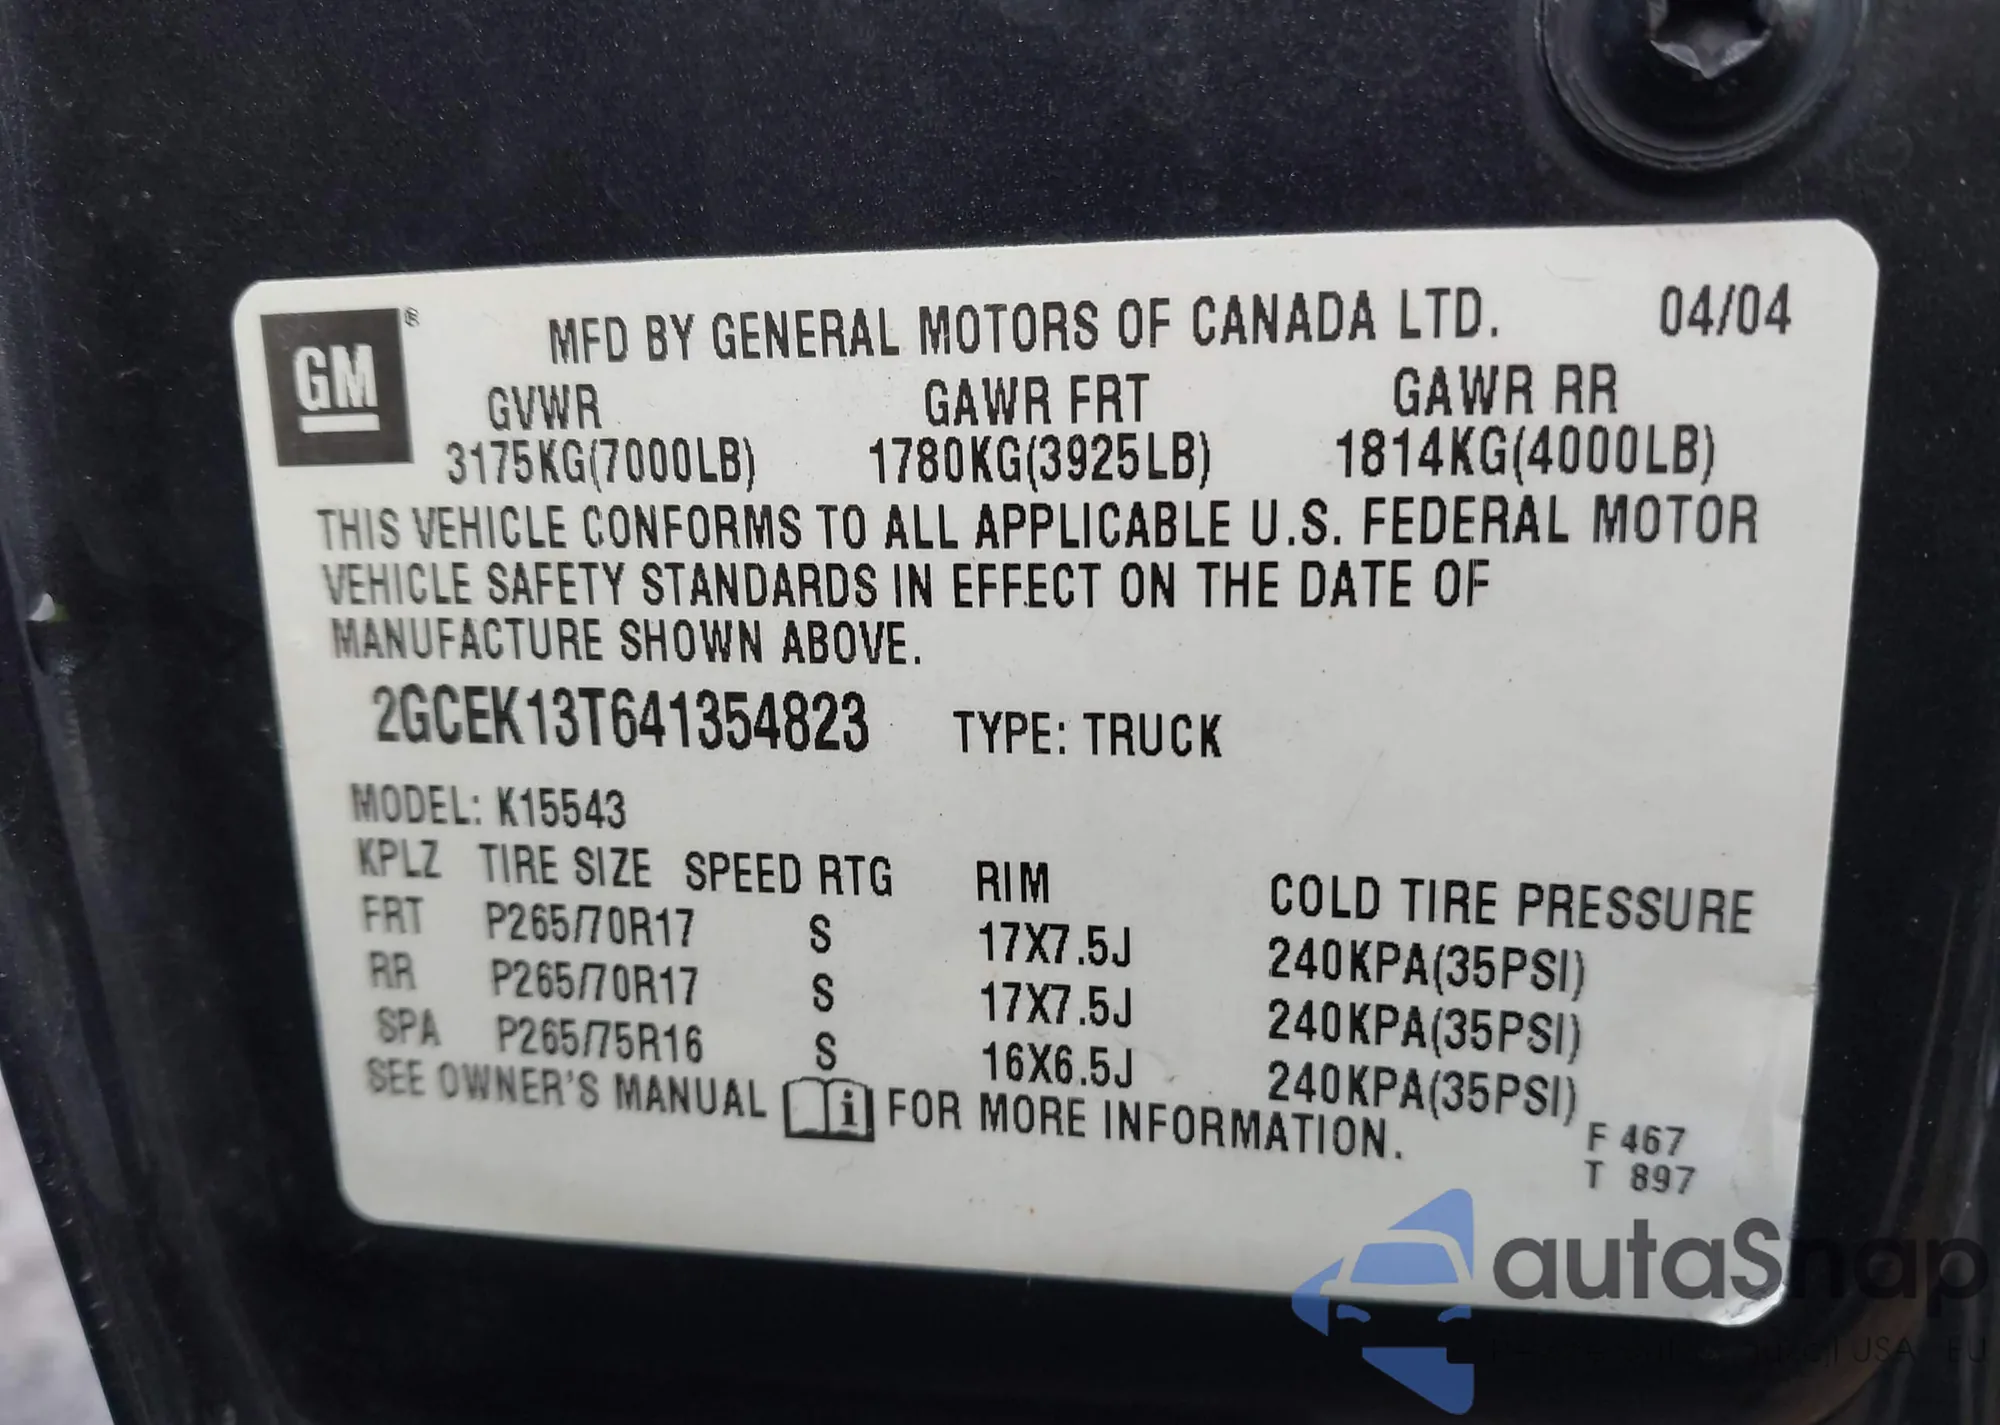 GM®
MFD BY GENERAL MOTORS OF CANADA LTD. 04/04
GVWR GAWR FRT GAWR RR
3175KG(7000LB) 1780KG(3925LB) 1814KG(4000LB)
THIS VEHICLE CONFORMS TO ALL APPLICABLE U.S. FEDERAL MOTOR
VEHICLE SAFETY STANDARDS IN EFFECT ON THE DATE OF
MANUFACTURE SHOWN ABOVE.
2GCEK13T641354823 TYPE: TRUCK
MODEL: K15543
KPLZ TIRE SIZE SPEED RTG RIM COLD TIRE PRESSURE
FRT P265/70R17 S 17X7.5J 240KPA(35PSI)
RR P265/70R17 S 17X7.5J 240KPA(35PSI)
SPA P265/75R16 S 16X6.5J 240KPA(35PSI)
SEE OWNER'S MANUAL i FOR MORE INFORMATION.
F 467
T 897
autaSnap
USA EU